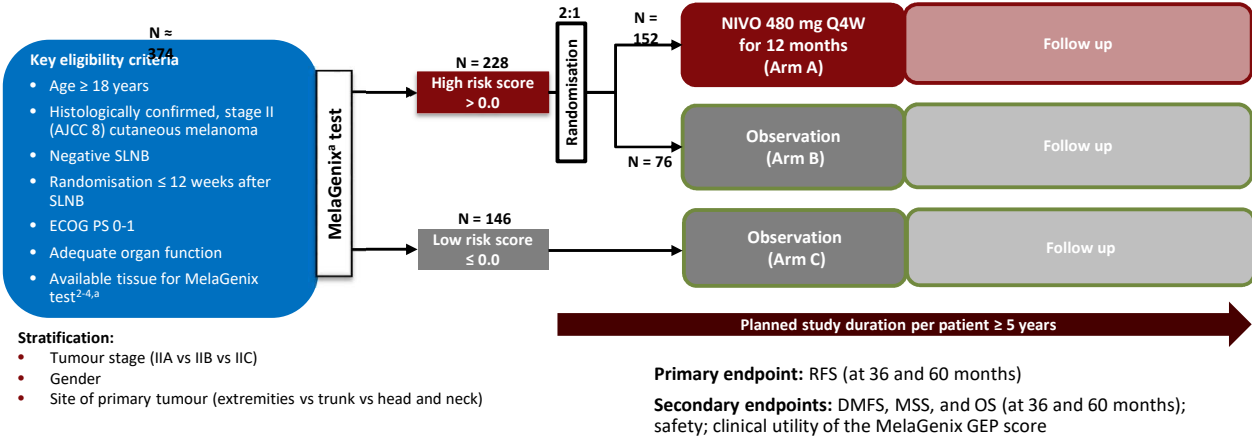 N ≈
374
Key eligibility criteria
• Age ≥ 18 years
• Histologically confirmed, stage II
(AJCC 8) cutaneous melanoma
• Negative SLNB
• Randomisation ≤ 12 weeks after
SLNB
• ECOG PS 0-1
• Adequate organ function
• Available tissue for MelaGenix
test2-4,a
MelaGenixa test
N = 228
High risk score
> 0.0
N = 146
Low risk score
≤ 0.0
2:1
Randomisation
N =
152
N = 76
NIVO 480 mg Q4W
for 12 months
(Arm A)
Follow up
Observation
(Arm B)
Follow up
Observation
(Arm C)
Follow up
Planned study duration per patient ≥ 5 years
Stratification:
• Tumour stage (IIA vs IIB vs IIC)
• Gender
• Site of primary tumour (extremities vs trunk vs head and neck)
Primary endpoint: RFS (at 36 and 60 months)
Secondary endpoints: DMFS, MSS, and OS (at 36 and 60 months);
safety; clinical utility of the MelaGenix GEP score